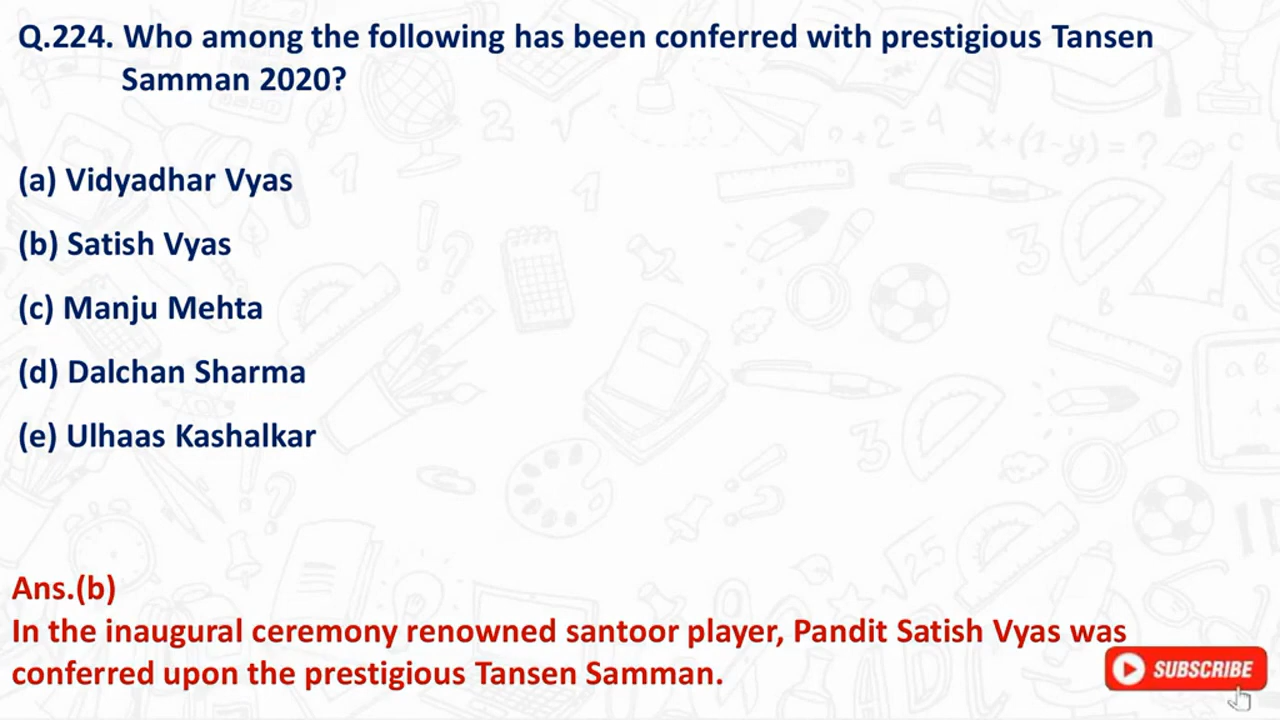 Q.224. Who among the following has been conferred with prestigious Tansen
Samman 2020?
(a) Vidyadhar Vyas
(b) Satish Vyas
(c) Manju Mehta
(d) Dalchan Sharma
(e) Ulhaas Kashalkar
Ans.(b)
In the inaugural ceremony renowned santoor player, Pandit Satish Vyas was
conferred upon the prestigious Tansen Samman.
SUBSCRIBE